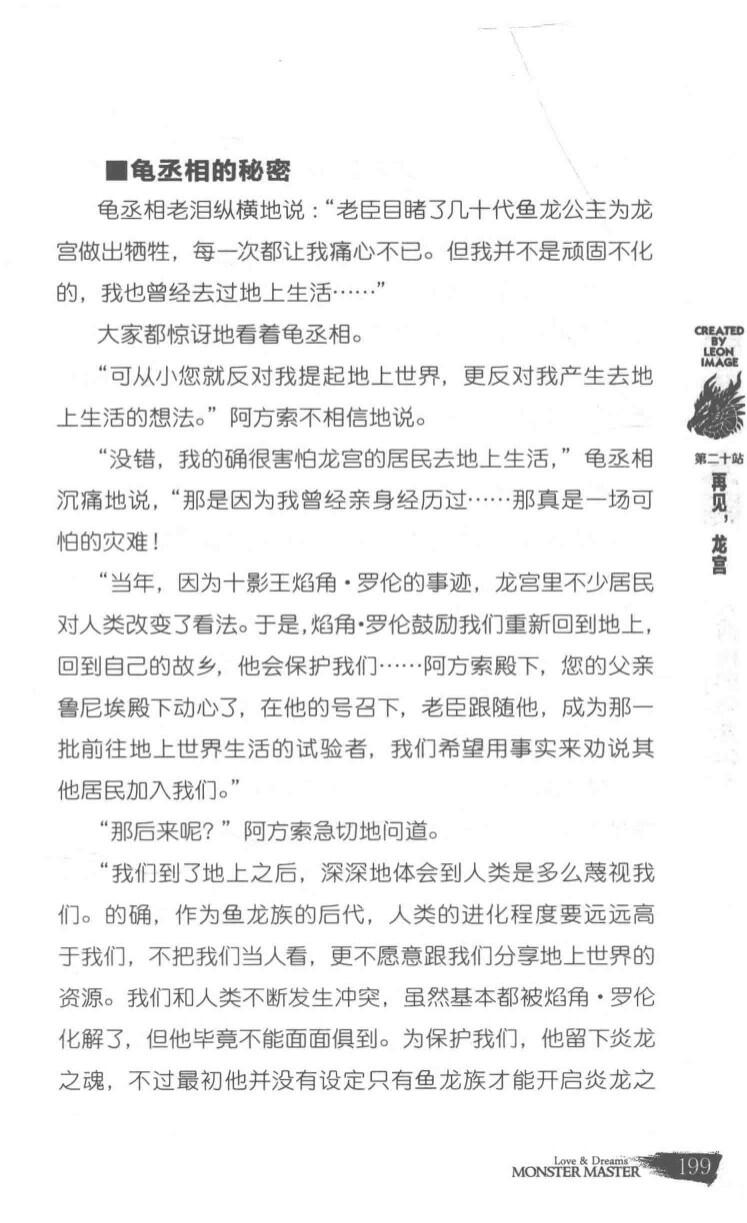 ■龟丞相的秘密
龟丞相老泪纵横地说：“老臣目睹了几十代鱼龙公主为龙
宫做出牺牲，每一次都让我痛心不已。但我并不是顽固不化
的，我也曾经去过地上生活……”
大家都惊讶地看着龟丞相。
“可从小您就反对我提起地上世界，更反对我产生去地
上生活的想法。”阿方索不相信地说。
“没错，我的确很害怕龙宫的居民去地上生活，”龟丞相
沉痛地说，“那是因为我曾经亲身经历过……那真是一场可
怕的灾难！
“当年，因为十影王焰角·罗伦的事迹，龙宫里不少居民
对人类改变了看法。于是，焰角·罗伦鼓励我们重新回到地上，
回到自己的故乡，他会保护我们……阿方索殿下，您的父亲
鲁尼埃殿下动心了，在他的号召下，老臣跟随他，成为那一
批前往地上世界生活的试验者，我们希望用事实来劝说其
他居民加入我们。”
“那后来呢？”阿方索急切地问道。
“我们到了地上之后，深深地体会到人类是多么蔑视我
们。的确，作为鱼龙族的后代，人类的进化程度要远远高
于我们，不把我们当人看，更不愿意跟我们分享地上世界的
资源。我们和人类不断发生冲突，虽然基本都被焰角·罗伦
化解了，但他毕竟不能面面俱到。为保护我们，他留下炎龙
之魂，不过最初他并没有设定只有鱼龙族才能开启炎龙之
CREATED
BY
LEON
IMAGE
第二十站
再见，龙宫
Love & Dreams
MONSTER MASTER
199